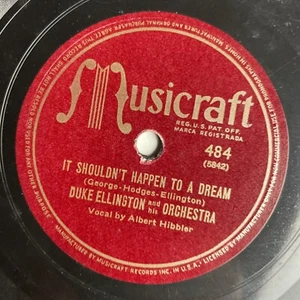 Musicraft
REG. U.S. PAT. OFF.
MARCA REGISTRADA
484
(5842)
IT SHOULDN'T HAPPEN TO A DREAM
(George-Hodges-Ellington)
DUKE ELLINGTON and his ORCHESTRA
Vocal by Albert Hibbler
MANUFACTURED BY MUSICRAFT RECORDS INC. IN U.S.A.